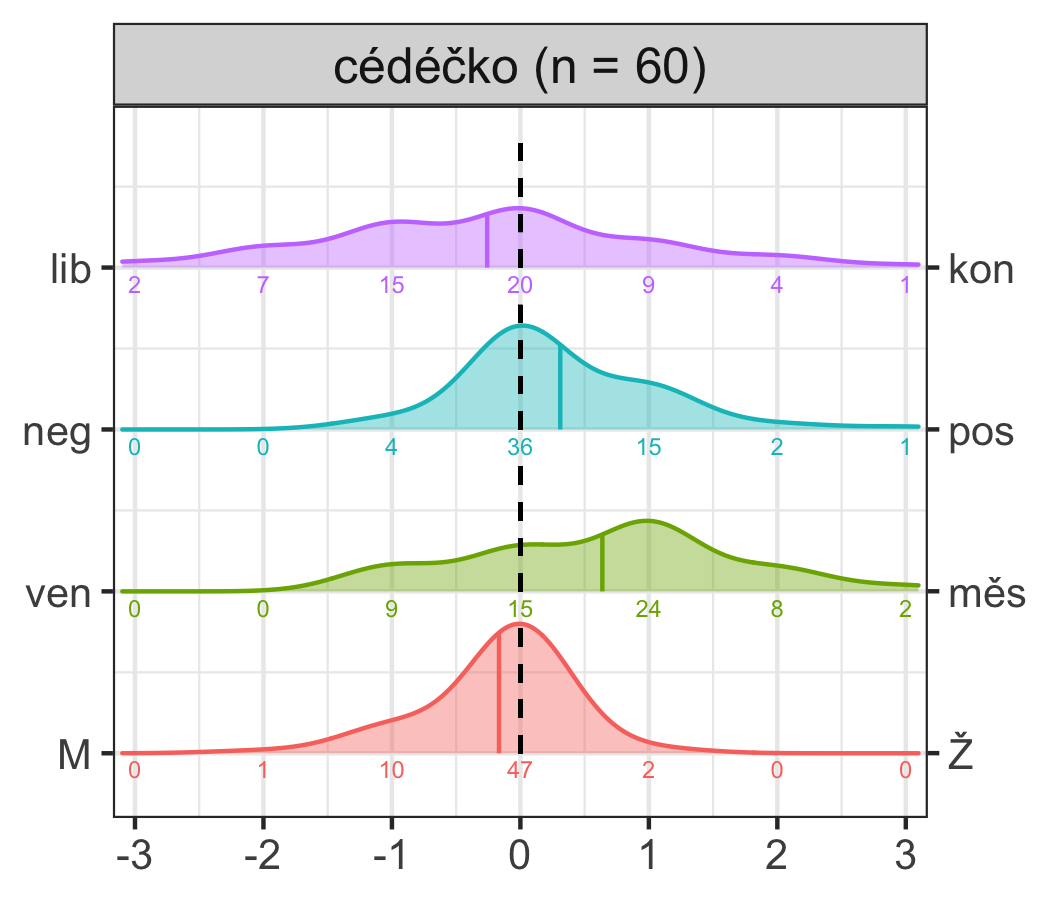 cédéčko (n = 60)
lib kon
2 7 15 20 9 4 1
neg pos
0 0 4 36 15 2 1
ven měs
0 0 9 15 24 8 2
M Ž
0 1 10 47 2 0 0
-3 -2 -1 0 1 2 3